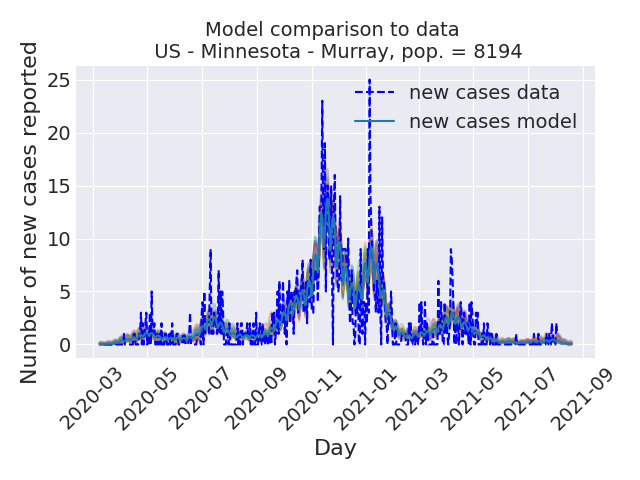 Model comparison to data
US - Minnesota - Murray, pop. = 8194
Number of new cases reported
25
20
15
10
5
0
new cases data
new cases model
2020-03
2020-05
2020-07
2020-09
2020-11
2021-01
2021-03
2021-05
2021-07
2021-09
Day